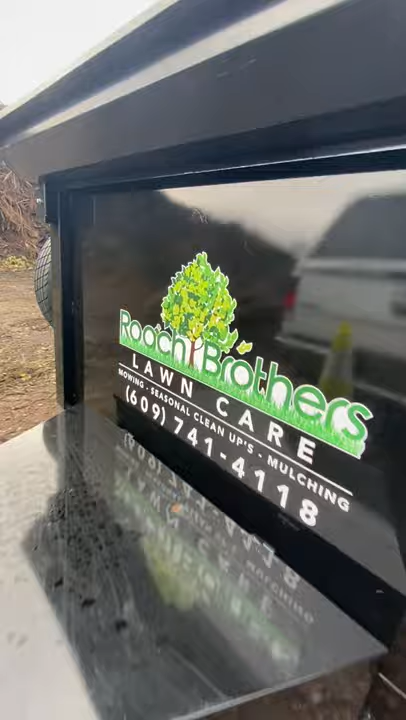 Roach Brothers
LAWN CARE
MOWING - SEASONAL CLEAN UP'S - MULCHING
(609) 741-4118